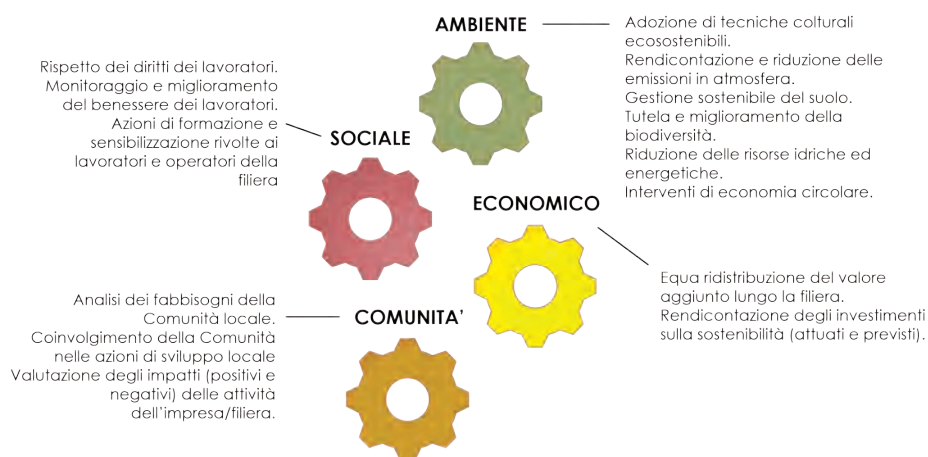 AMBIENTE
Adozione di tecniche colturali
ecosostenibili.
Rendicontazione e riduzione delle
emissioni in atmosfera.
Gestione sostenibile del suolo.
Tutela e miglioramento della
biodiversità.
Riduzione delle risorse idriche ed
energetiche.
Interventi di economia circolare.
SOCIALE
Rispetto dei diritti dei lavoratori.
Monitoraggio e miglioramento
del benessere dei lavoratori.
Azioni di formazione e
sensibilizzazione rivolte ai
lavoratori e operatori della
filiera
ECONOMICO
Equa ridistribuzione del valore
aggiunto lungo la filiera.
Rendicontazione degli investimenti
sulla sostenibilità (attuati e previsti).
COMUNITA'
Analisi dei fabbisogni della
Comunità locale.
Coinvolgimento della Comunità
nelle azioni di sviluppo locale
Valutazione degli impatti (positivi e
negativi) delle attività
dell'impresa/filiera.